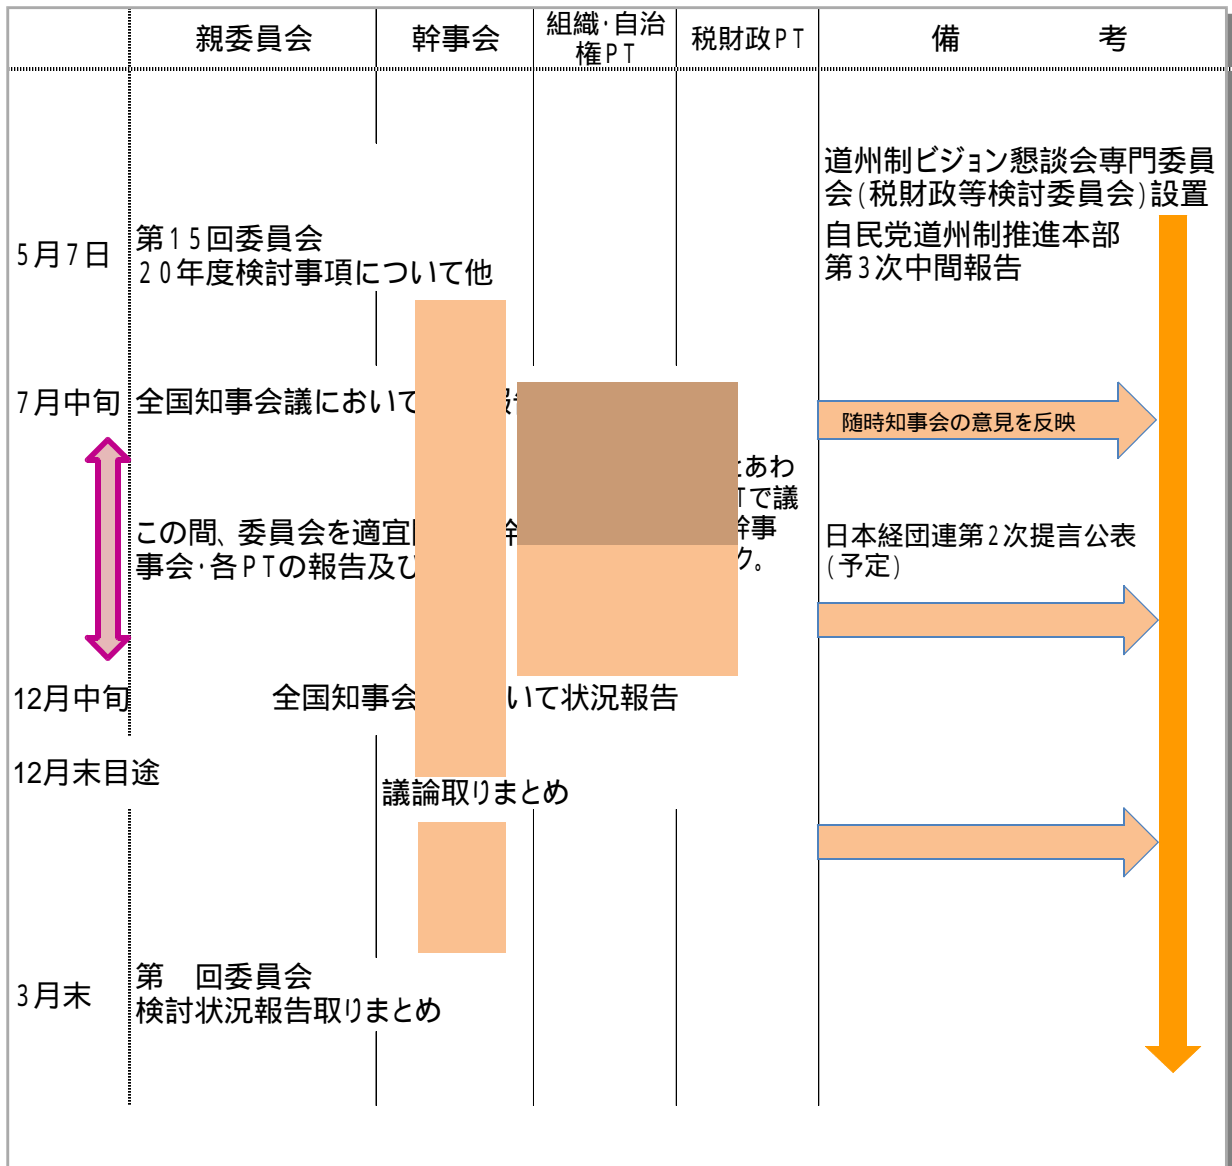 親委員会
幹事会
組織・自治
権PT
税財政PT
備 考
道州制ビジョン懇談会専門委員
会(税財政等検討委員会)設置
5月7日
第15回委員会
20年度検討事項について他
自民党道州制推進本部
第3次中間報告
7月中旬
全国知事会議において
随時知事会の意見を反映
あわ
で議
幹事
ク。
この間、委員会を適宜
事会・各PTの報告及び
日本経団連第2次提言公表
(予定)
12月中旬
全国知事会 いて状況報告
12月末目途
議論取りまとめ
3月末
第 回委員会
検討状況報告取りまとめ